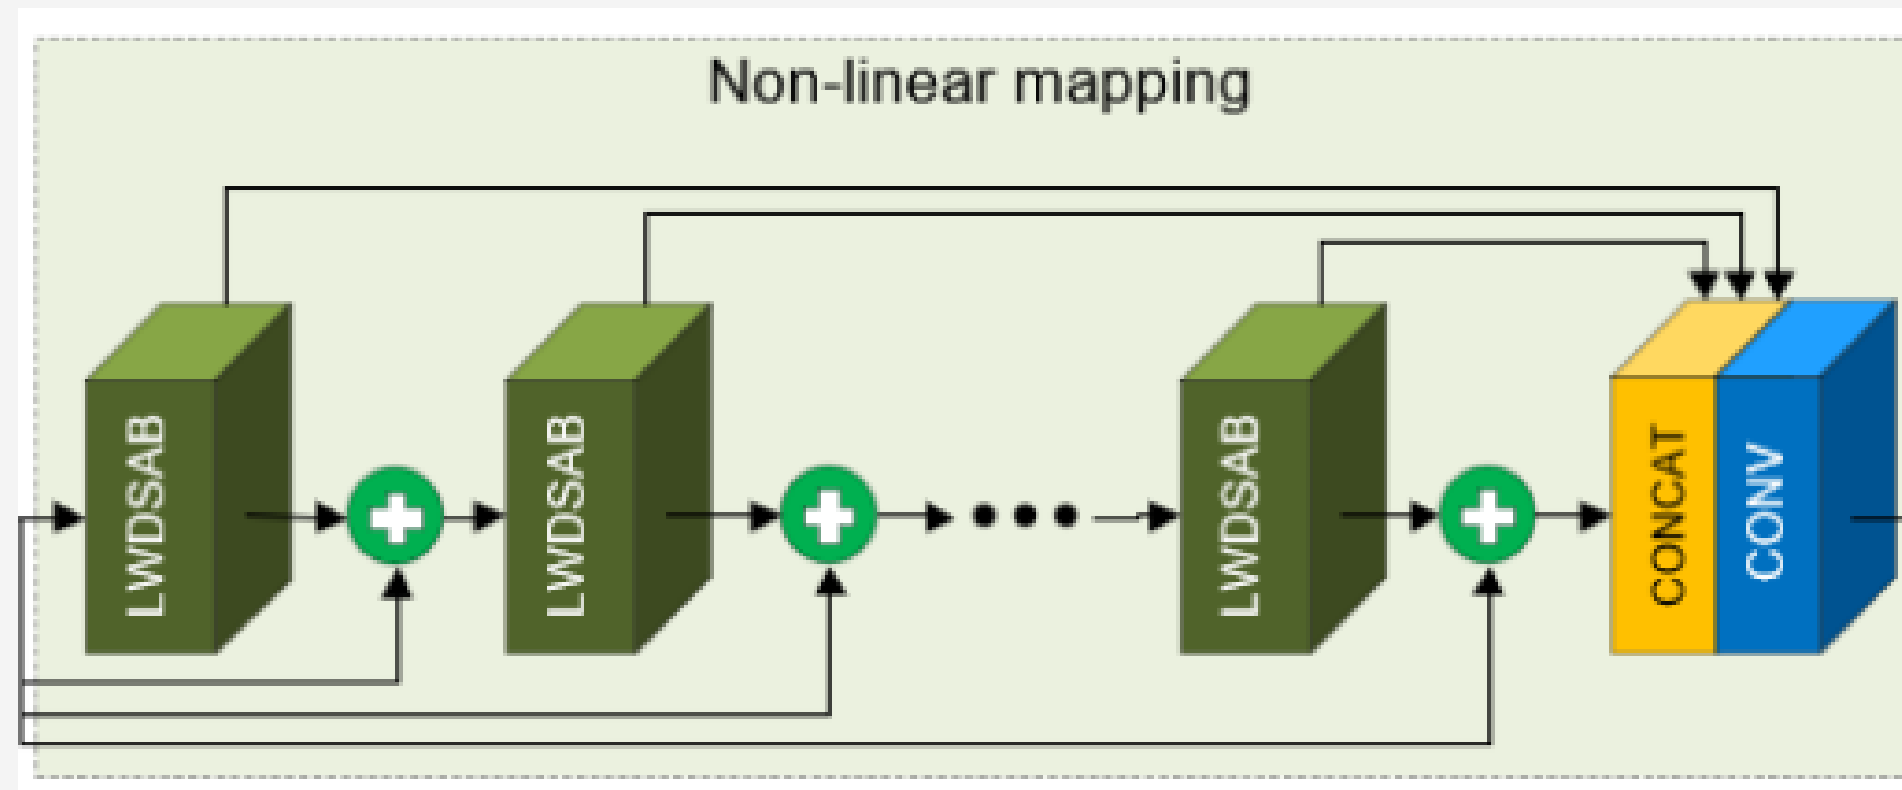 Non-linear mapping
LWDSAB
LWDSAB
LWDSAB
CONCAT
CONV